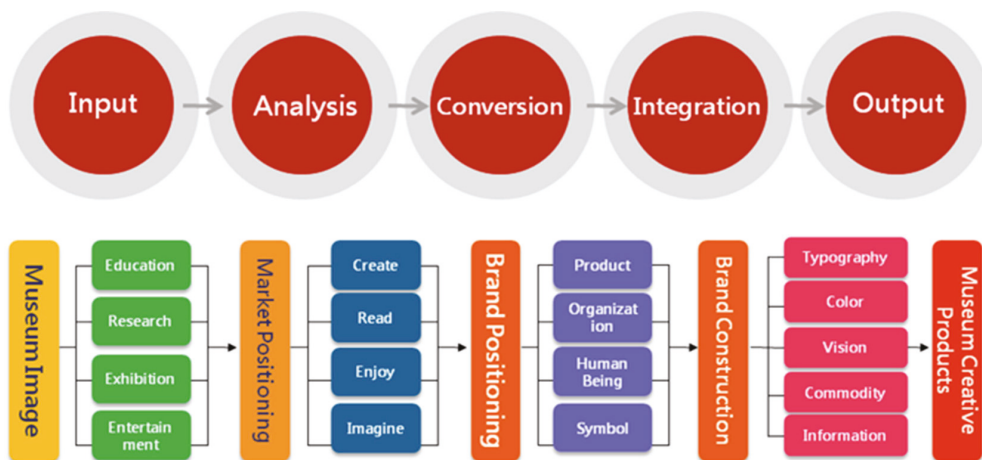 Input
Analysis
Conversion
Integration
Output
Museum Image
Education
Research
Exhibition
Entertain
ment
Market Positioning
Create
Read
Enjoy
Imagine
Brand Positioning
Product
Organizat
ion
Human
Being
Symbol
Brand Construction
Typography
Color
Vision
Commodity
Information
Museum Creative
Products